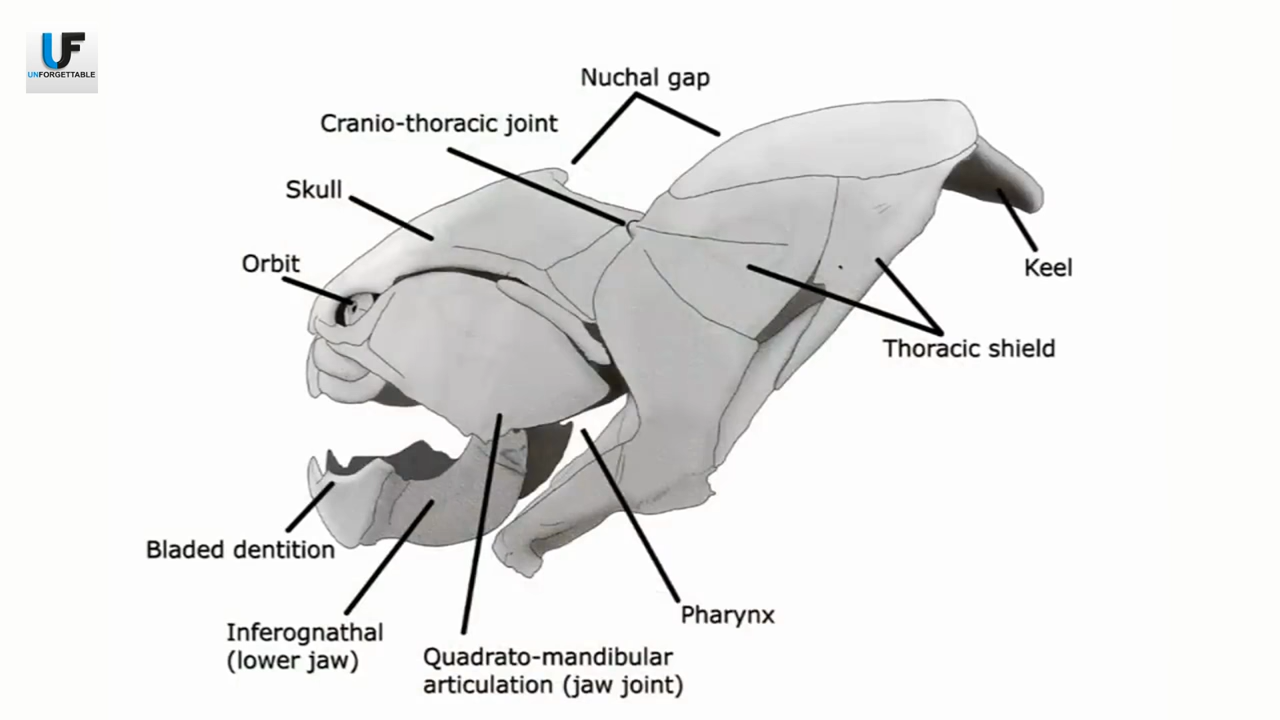 UF
UNFORGETTABLE
Nuchal gap
Cranio-thoracic joint
Skull
Orbit
Keel
Thoracic shield
Bladed dentition
Pharynx
Inferognathal
(lower jaw)
Quadrato-mandibular
articulation (jaw joint)